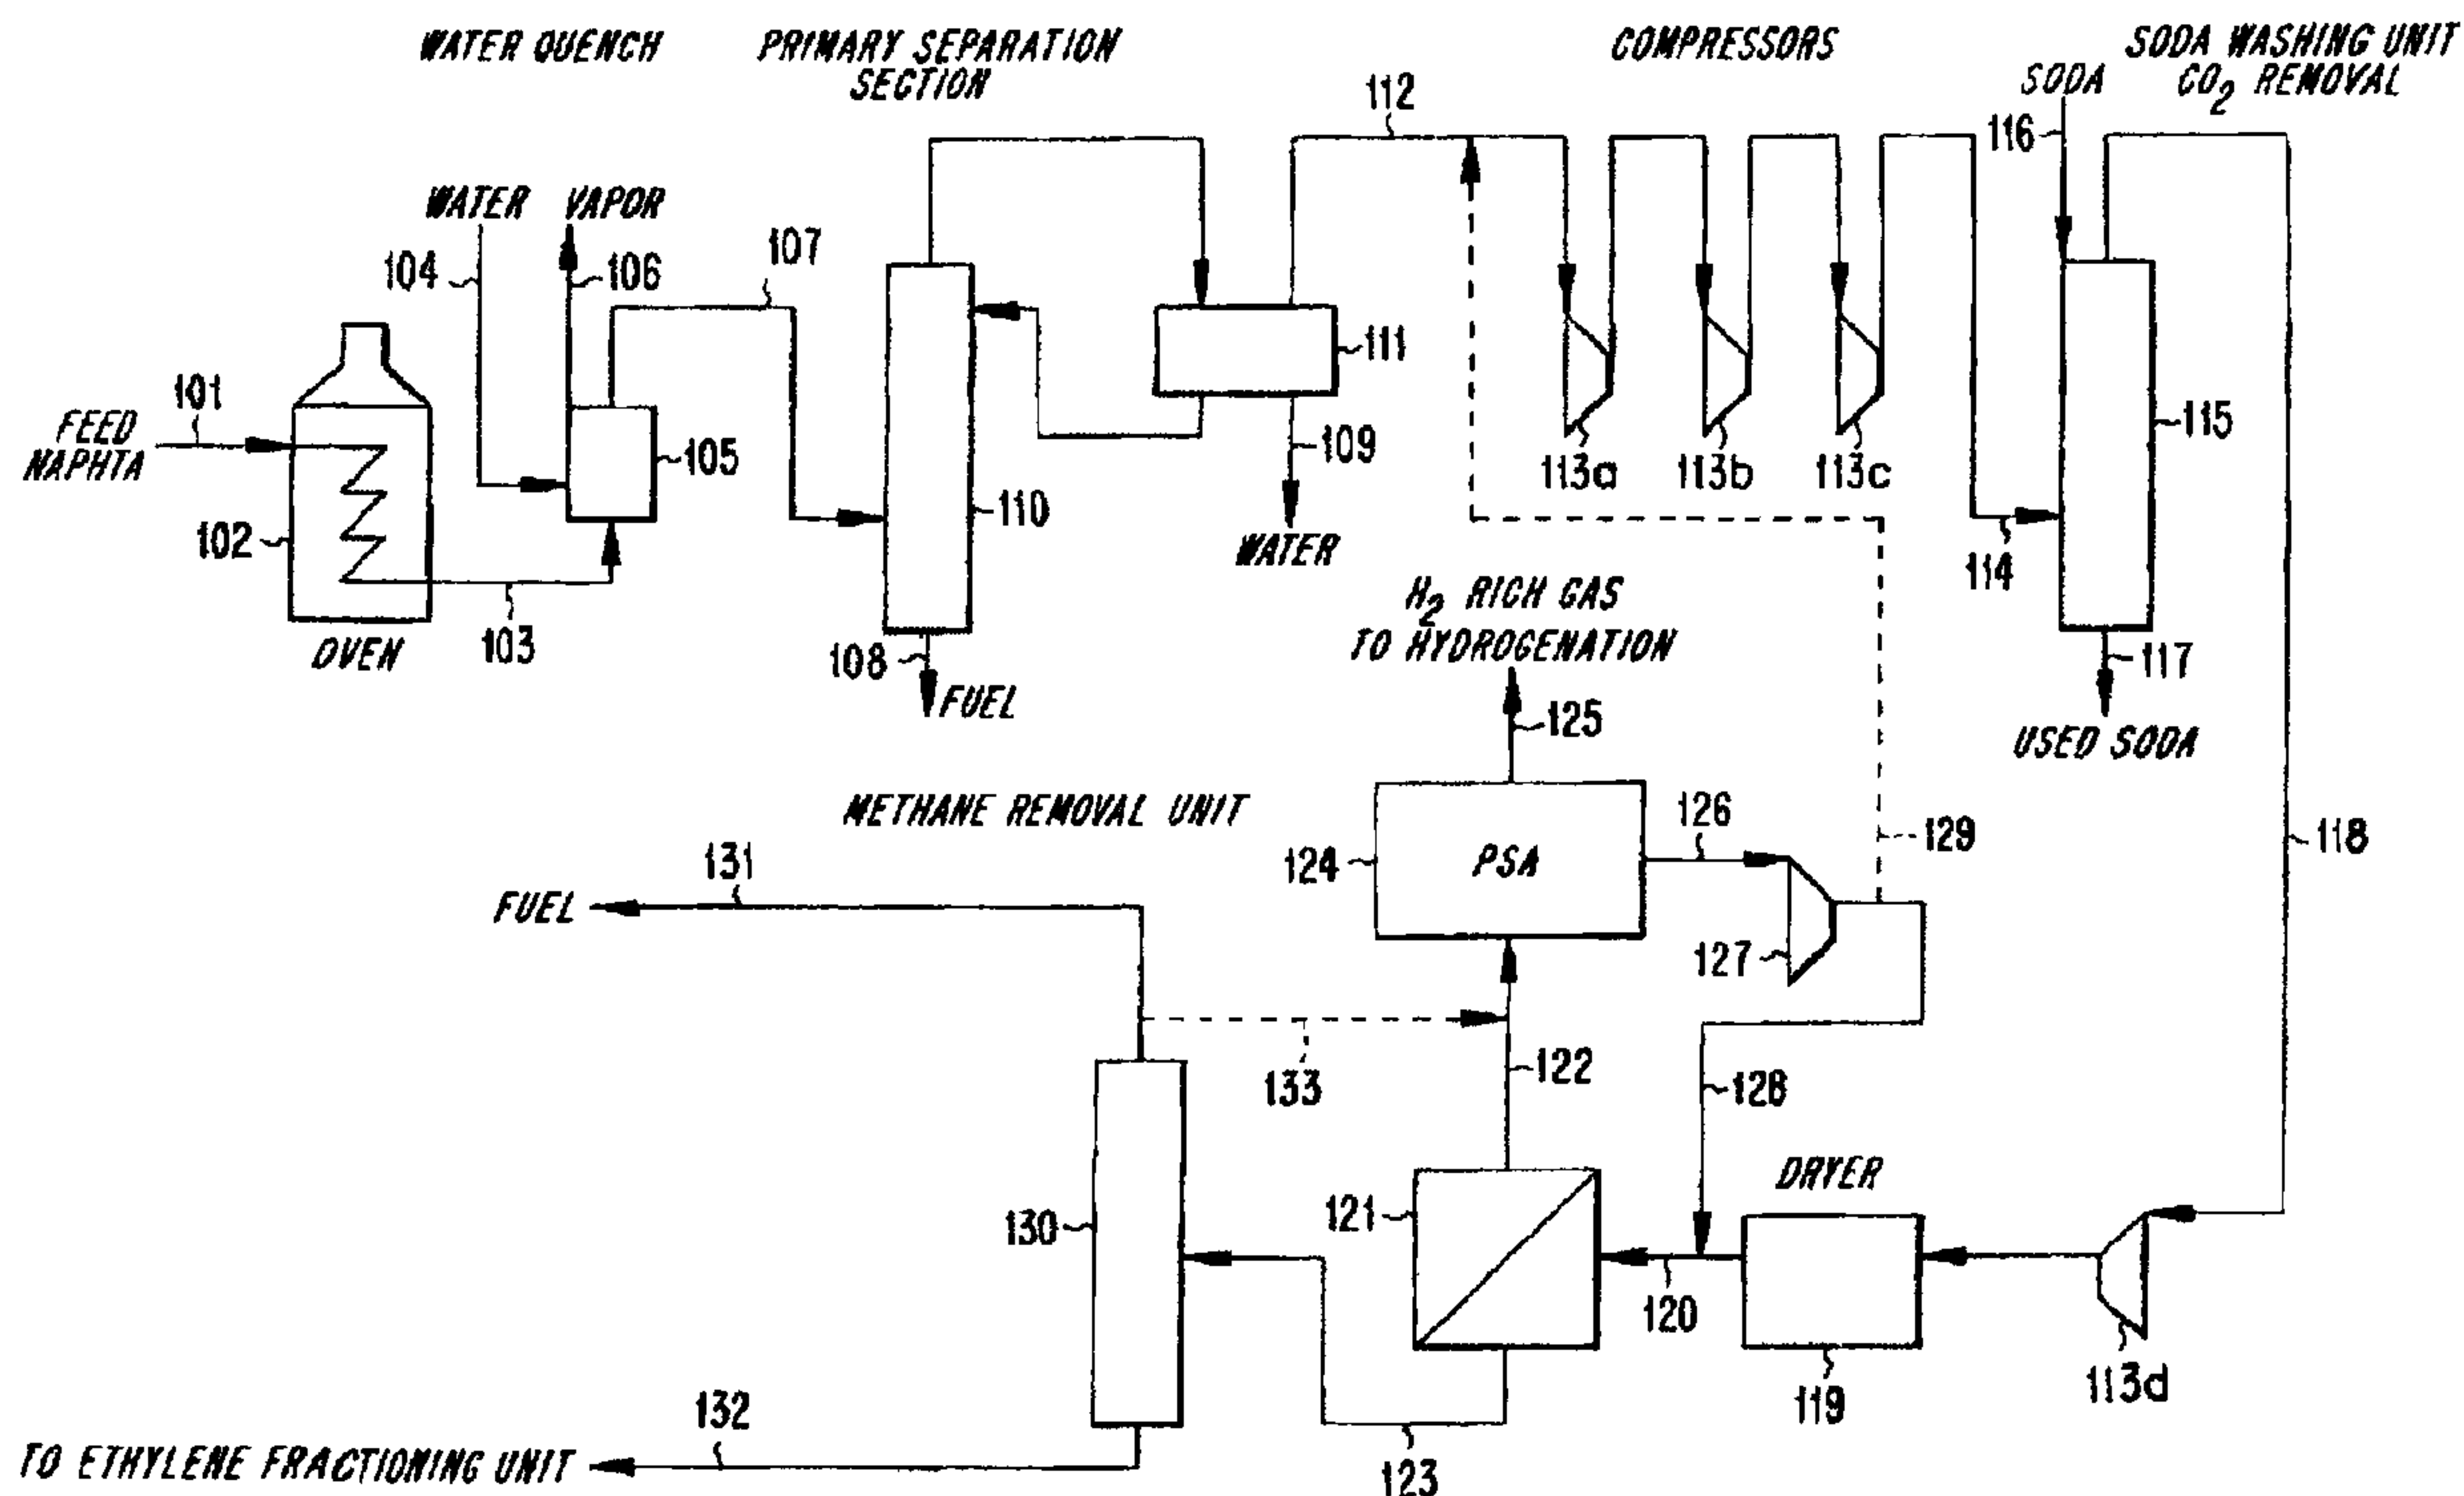 WATER QUENCH
PRIMARY SEPARATION
SECTION
COMPRESSORS
SODA WASHING UNIT
CO2 REMOVAL
SODA
112
116
WATER
VAPOR
104
106
107
101
FEED
NAPHTA
102
105
110
111
109
WATER
113a
113b
113c
114
115
OVEN
103
108
FUEL
H2 RICH GAS
TO HYDROGENATION
117
USED SODA
125
METHANE REMOVAL UNIT
131
FUEL
124
PSA
126
127
129
118
133
122
128
DRYER
130
121
120
119
113d
132
TO ETHYLENE FRACTIONING UNIT
123